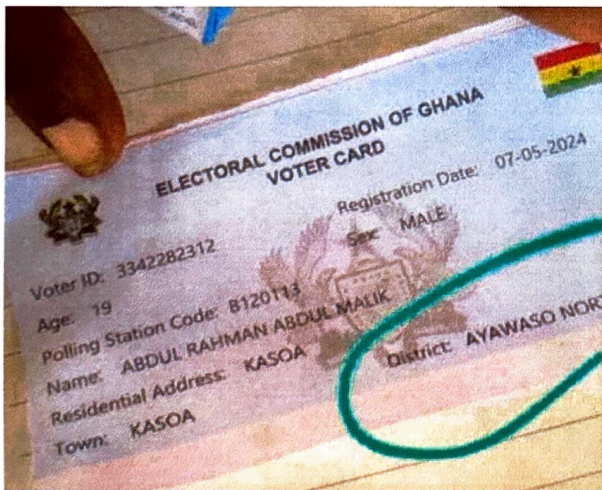 ELECTORAL COMMISSION OF GHANA
VOTER CARD
Registration Date: 07-05-2024
Voter ID: 3342282312
Sex: MALE
Age: 19
Polling Station Code: B120113
Name: ABDUL RAHMAN ABDUL MALIK
Residential Address: KASOA
District: AYAWASO NORT
Town: KASOA